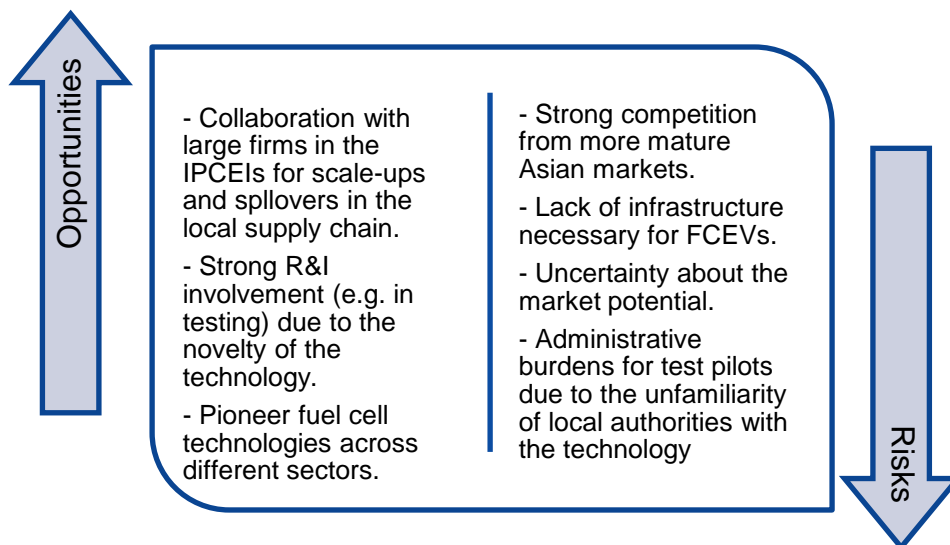 Opportunities
- Collaboration with
large firms in the
IPCEIs for scale-ups
and spllovers in the
local supply chain.
- Strong R&I
involvement (e.g. in
testing) due to the
novelty of the
technology.
- Pioneer fuel cell
technologies across
different sectors.
- Strong competition
from more mature
Asian markets.
- Lack of infrastructure
necessary for FCEVs.
- Uncertainty about the
market potential.
- Administrative
burdens for test pilots
due to the unfamiliarity
of local authorities with
the technology
Risks